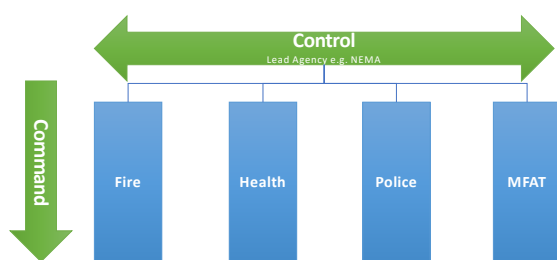 Control
Lead Agency e.g. NEMA
Command
Fire
Health
Police
MFAT